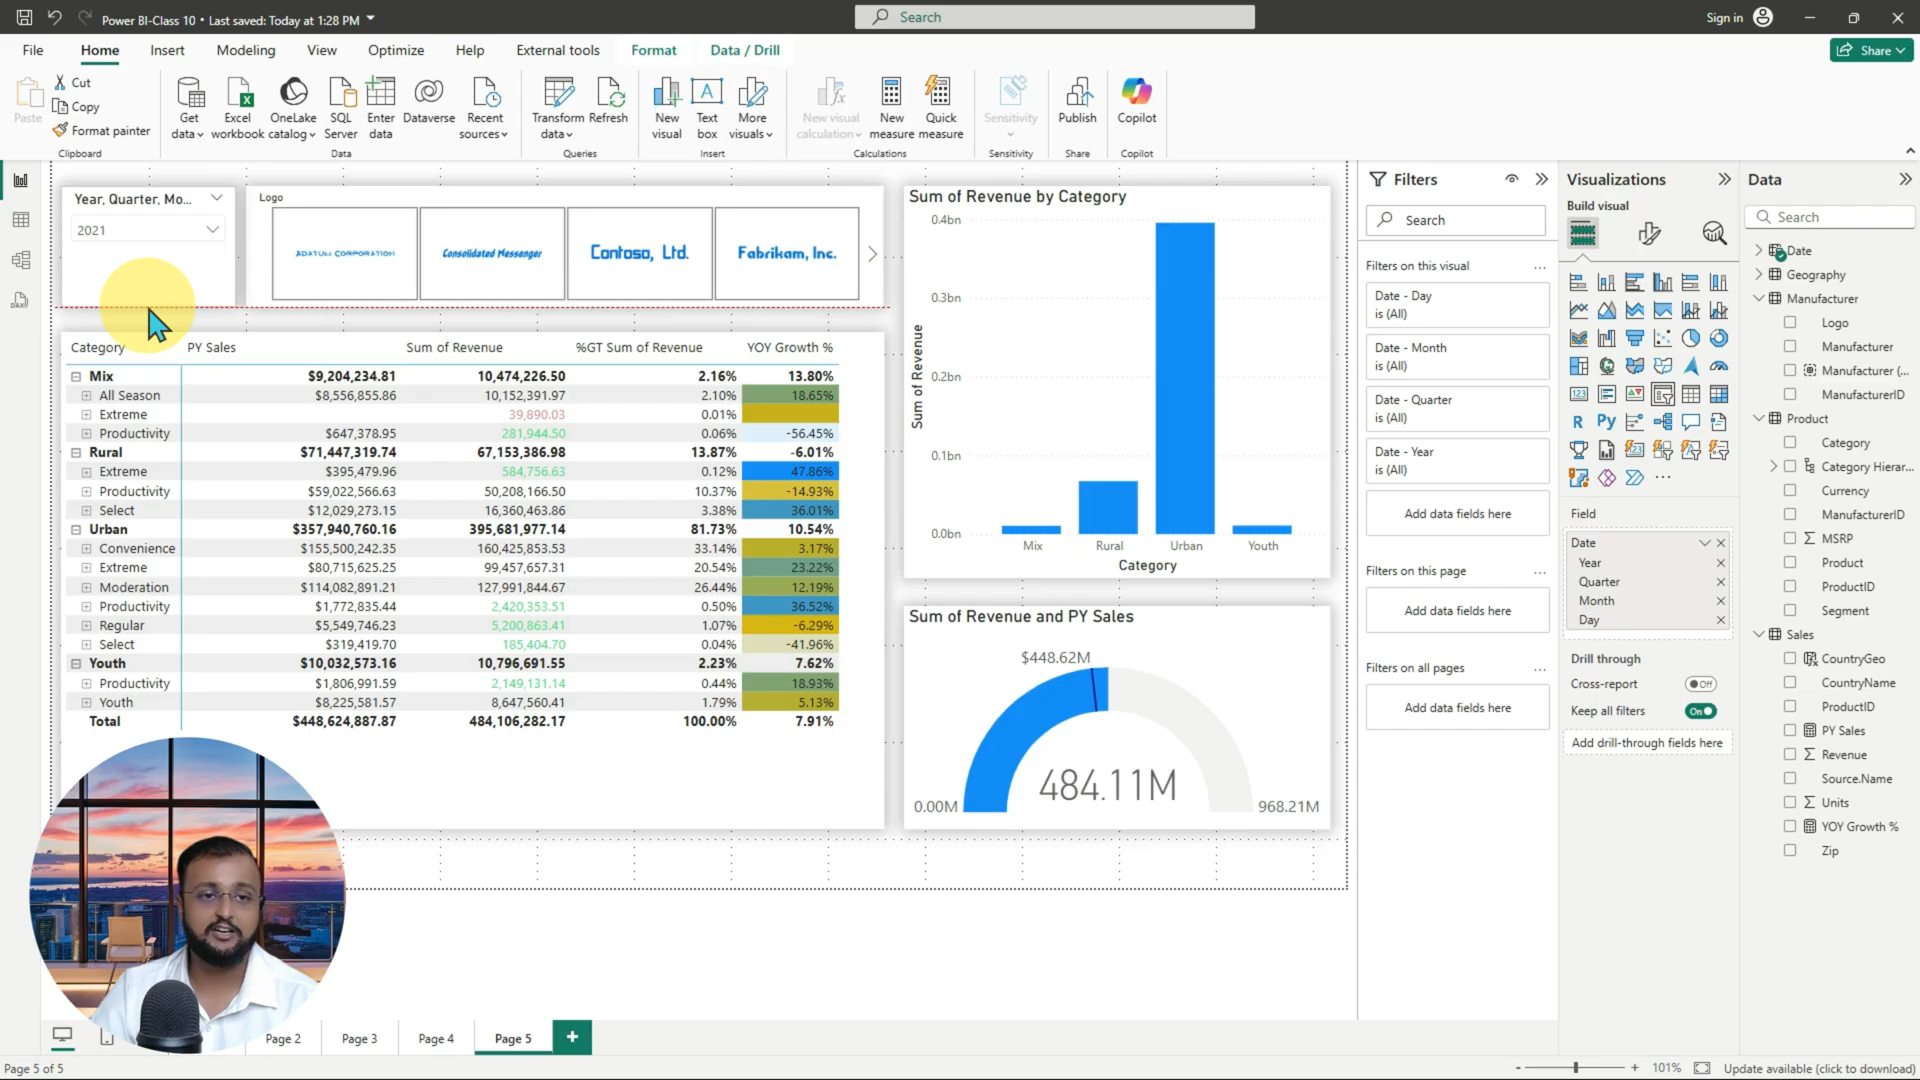 Power BI-Class 10 • Last saved: Today at 1:28 PM
Search
Sign in
File
Home
Insert
Modeling
View
Optimize
Help
External tools
Format
Data / Drill
Share
Paste
Cut
Copy
Format painter
Clipboard
Get data
Excel workbook
OneLake catalog
SQL Server
Enter data
Dataverse
Recent sources
Data
Transform data
Refresh
Queries
New visual
Text box
More visuals
Insert
New visual calculation
New measure
Quick measure
Calculations
Sensitivity
Sensitivity
Publish
Share
Copilot
Copilot
Year, Quarter, Mo...
2021
Logo
ADATUM CORPORATION
Consolidated Messenger
Contoso, Ltd.
Fabrikam, Inc.
Category PY Sales Sum of Revenue %GT Sum of Revenue YOY Growth %
Mix $9,204,234.81 10,474,226.50 2.16% 13.80%
All Season $8,556,855.86 10,152,391.97 2.10% 18.65%
Extreme 39,890.03 0.01%
Productivity $647,378.95 281,944.50 0.06% -56.45%
Rural $71,447,319.74 67,153,386.98 13.87% -6.01%
Extreme $395,479.96 584,756.63 0.12% 47.86%
Productivity $59,022,566.63 50,208,166.50 10.37% -14.93%
Select $12,029,273.15 16,360,463.86 3.38% 36.01%
Urban $357,940,760.16 395,681,977.14 81.73% 10.54%
Convenience $155,500,242.35 160,425,853.53 33.14% 3.17%
Extreme $80,715,625.25 99,457,657.31 20.54% 23.22%
Moderation $114,082,891.21 127,991,844.67 26.44% 12.19%
Productivity $1,772,835.44 2,420,353.51 0.50% 36.52%
Regular $5,549,746.23 5,200,863.41 1.07% -6.29%
Select $319,419.70 185,404.70 0.04% -41.96%
Youth $10,032,573.16 10,796,691.55 2.23% 7.62%
Productivity $1,806,991.59 2,149,131.14 0.44% 18.93%
Youth $8,225,581.57 8,647,560.41 1.79% 5.13%
Total $448,624,887.87 484,106,282.17 100.00% 7.91%
Sum of Revenue by Category
0.4bn
0.3bn
0.2bn
0.1bn
0.0bn
Sum of Revenue
Mix
Rural
Urban
Youth
Category
Sum of Revenue and PY Sales
$448.62M
484.11M
0.00M
968.21M
Filters
Search
Filters on this visual
Date - Day
is (All)
Date - Month
is (All)
Date - Quarter
is (All)
Date - Year
is (All)
Add data fields here
Filters on this page
Add data fields here
Filters on all pages
Add data fields here
Visualizations
Build visual
123
R
Py
Field
Date
Year
Quarter
Month
Day
Drill through
Cross-report
Off
Keep all filters
On
Add drill-through fields here
Data
Search
Date
Geography
Manufacturer
Logo
Manufacturer
Manufacturer (...
ManufacturerID
Product
Category
Category Hierar...
Currency
ManufacturerID
MSRP
Product
ProductID
Segment
Sales
CountryGeo
CountryName
ProductID
PY Sales
Revenue
Source.Name
Units
YOY Growth %
Zip
Page 2
Page 3
Page 4
Page 5
Page 5 of 5
101%
Update available (click to download)